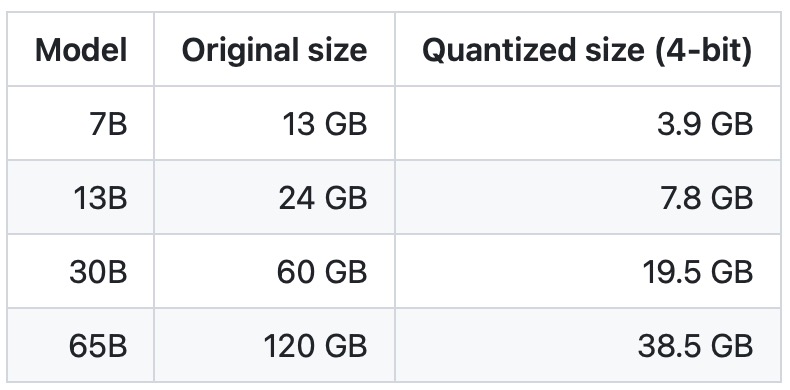 Model Original size Quantized size (4-bit)
7B 13 GB 3.9 GB
13B 24 GB 7.8 GB
30B 60 GB 19.5 GB
65B 120 GB 38.5 GB